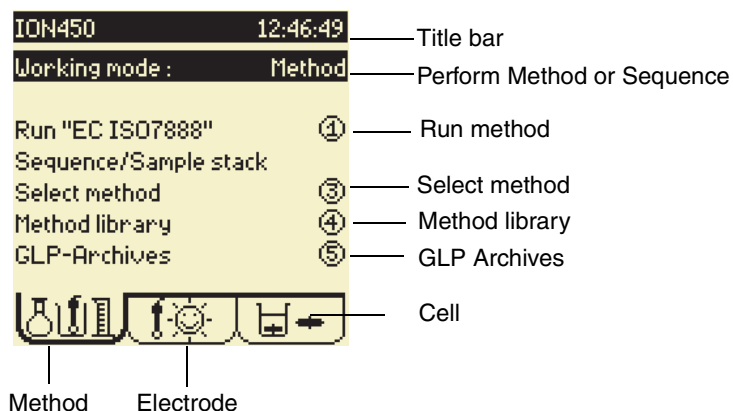 ION450 12:46:49
Title bar
Working mode : Method
Perform Method or Sequence
Run "EC ISO7888" ①
Run method
Sequence/Sample stack
Select method ③
Select method
Method library ④
Method library
GLP-Archives ⑤
GLP Archives
Cell
Method Electrode